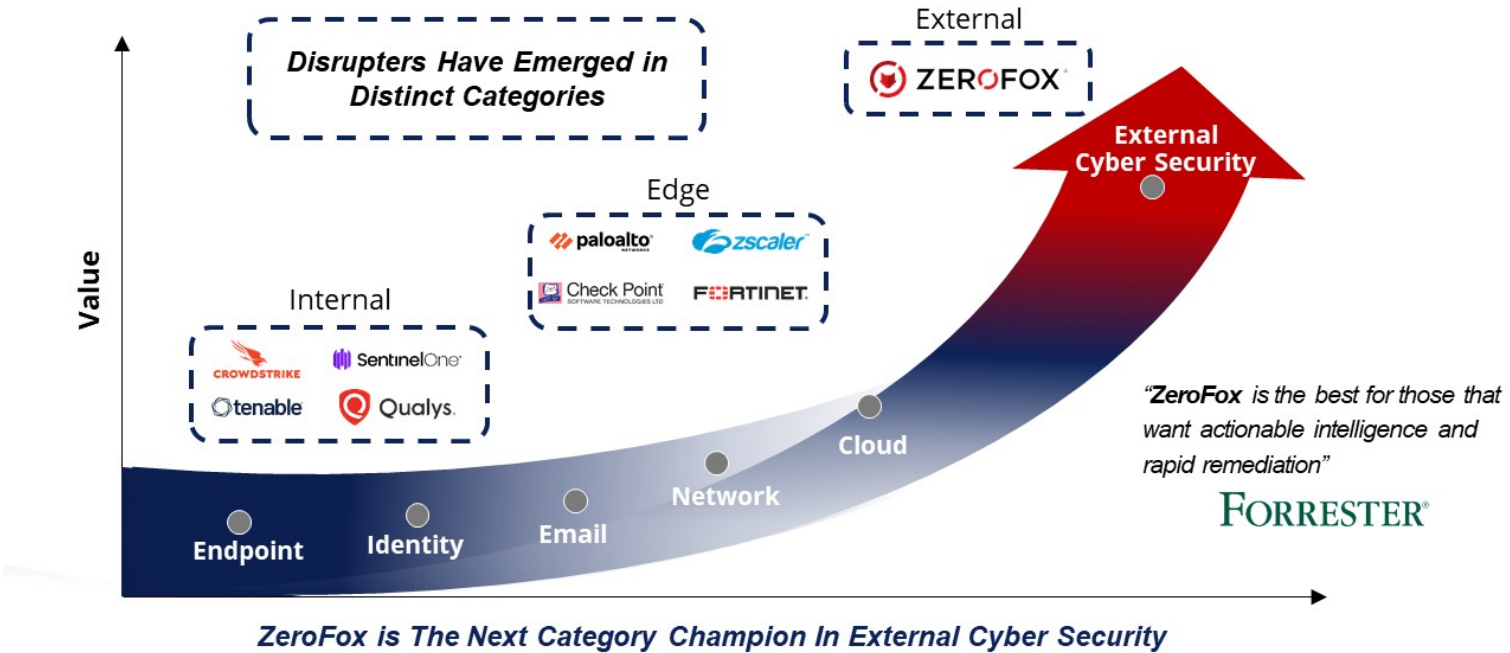 Disrupters Have Emerged in
Distinct Categories
External
ZEROFOX
External
Cyber Security
Edge
paloalto
NETWORKS
zscaler
Check Point
SOFTWARE TECHNOLOGIES LTD
FORTINET
Value
Internal
CROWDSTRIKE
SentinelOne
tenable
Qualys.
Cloud
Network
Email
Identity
Endpoint
“ZeroFox is the best for those that
want actionable intelligence and
rapid remediation”
FORRESTER®
ZeroFox is The Next Category Champion In External Cyber Security